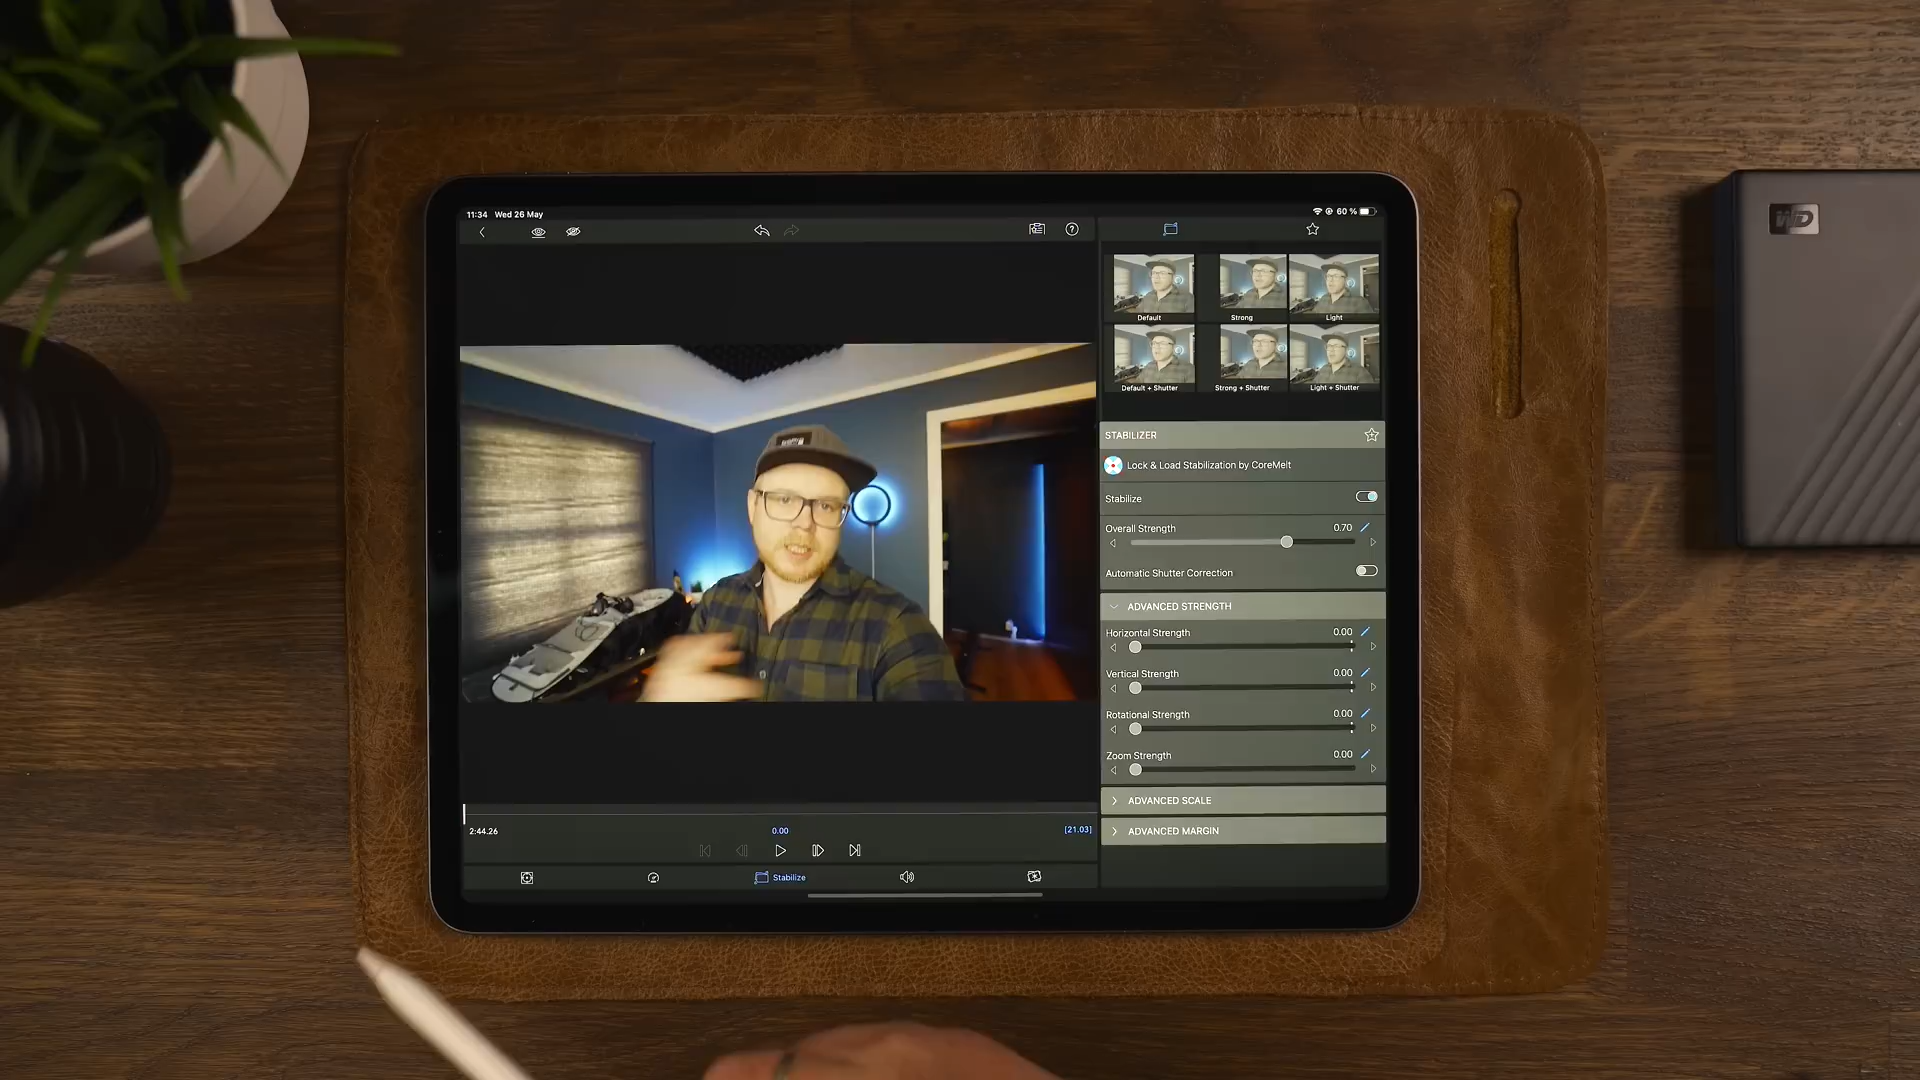 11:34 Wed 26 May
60 %
Default
Strong
Light
Default + Shutter
Strong + Shutter
Light + Shutter
STABILIZER
Lock & Load Stabilization by CoreMelt
Stabilize
Overall Strength 0.70
Automatic Shutter Correction
ADVANCED STRENGTH
Horizontal Strength 0.00
Vertical Strength 0.00
Rotational Strength 0.00
Zoom Strength 0.00
ADVANCED SCALE
ADVANCED MARGIN
2:44.26 0.00 [21.03]
Stabilize
WD